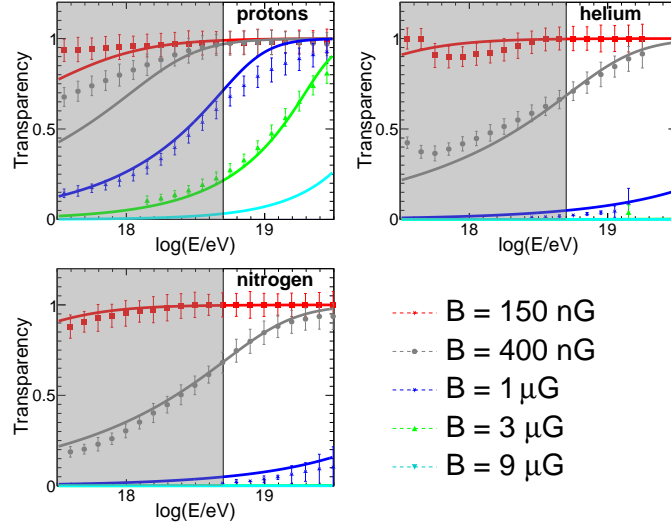 protons
Transparency
1
0.5
0
18
19
log(E/eV)
helium
Transparency
1
0.5
0
18
19
log(E/eV)
nitrogen
Transparency
1
0.5
0
18
19
log(E/eV)
B = 150 nG
B = 400 nG
B = 1 μG
B = 3 μG
B = 9 μG